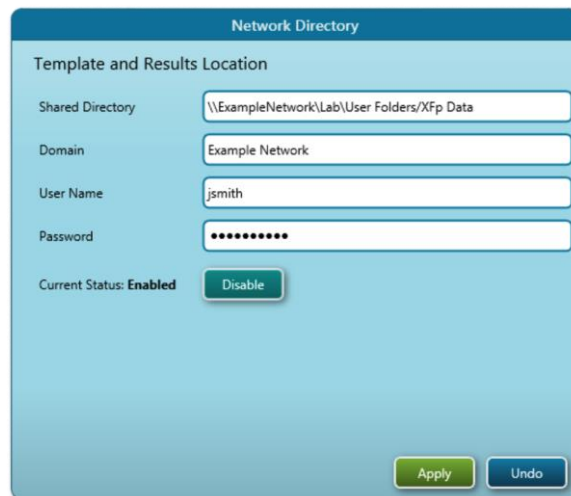 Network Directory
Template and Results Location
Shared Directory \\ExampleNetwork\Lab\User Folders/XFp Data
Domain Example Network
User Name jsmith
Password ••••••••••
Current Status: Enabled Disable
Apply Undo